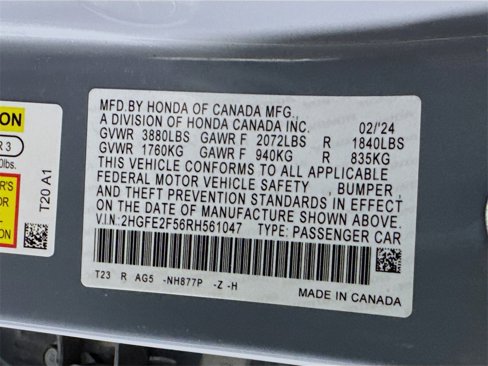 MFD.BY HONDA OF CANADA MFG.,
A DIVISION OF HONDA CANADA INC. 02/'24
GVWR 3880LBS GAWR F 2072LBS R 1840LBS
GVWR 1760KG GAWR F 940KG R 835KG
THIS VEHICLE CONFORMS TO ALL APPLICABLE
FEDERAL MOTOR VEHICLE SAFETY, BUMPER
AND THEFT PREVENTION STANDARDS IN EFFECT
ON THE DATE OF MANUFACTURE SHOWN ABOVE.
V.I.N: 2HGFE2F56RH561047 TYPE: PASSENGER CAR
T23 R AG5 -NH877P -Z -H
MADE IN CANADA
ION
R 3
0lbs.
R'S
T20 A1